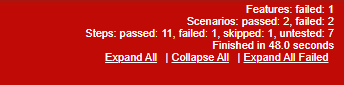 Features: failed: 1
Scenarios: passed: 2, failed: 2
Steps: passed: 11, failed: 1, skipped: 1, untested: 7
Finished in 48.0 seconds
Expand All | Collapse All | Expand All Failed